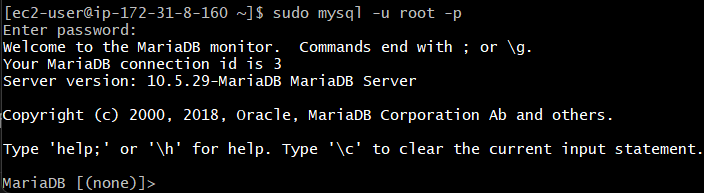 [ec2-user@ip-172-31-8-160 ~]$ sudo mysql -u root -p
Enter password:
Welcome to the MariaDB monitor.  Commands end with ; or \g.
Your MariaDB connection id is 3
Server version: 10.5.29-MariaDB MariaDB Server

Copyright (c) 2000, 2018, Oracle, MariaDB Corporation Ab and others.

Type 'help;' or '\h' for help. Type '\c' to clear the current input statement.

MariaDB [(none)]>